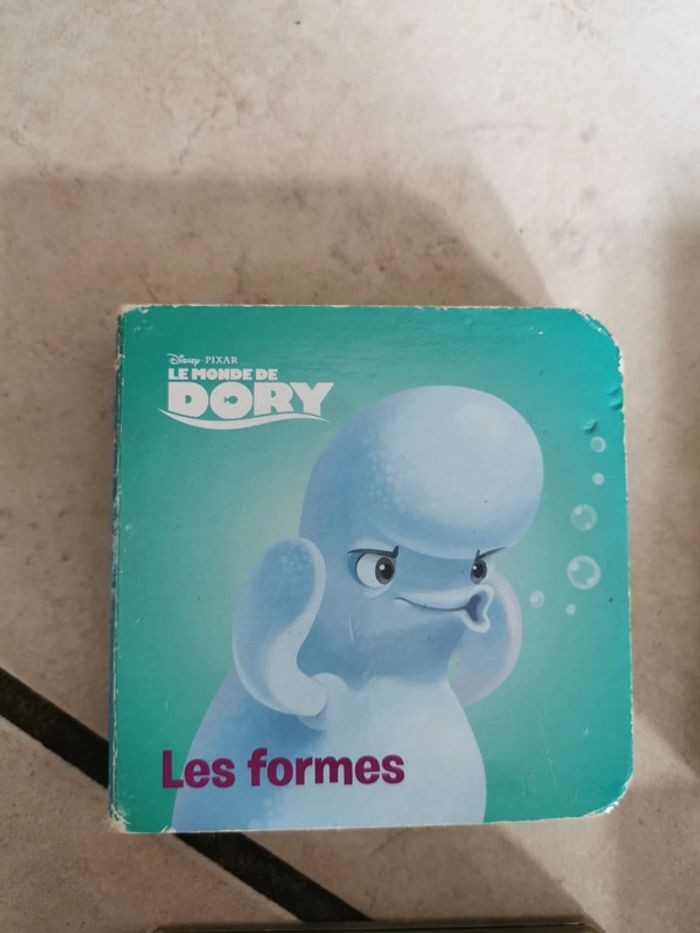 Disney · PIXAR
LE MONDE DE
DORY
Les formes